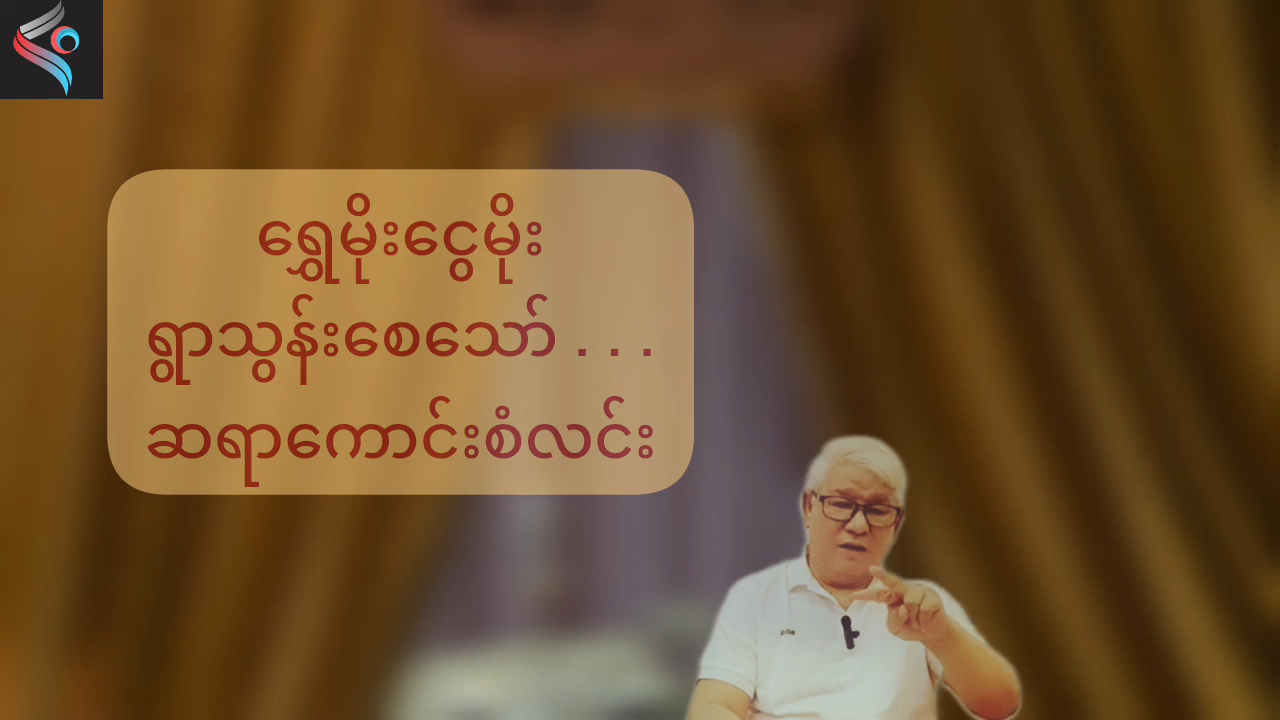 ရွှေမိုးငွေမိုး
ရွာသွန်းစေသော် . . .
ဆရာကောင်းစံလင်း